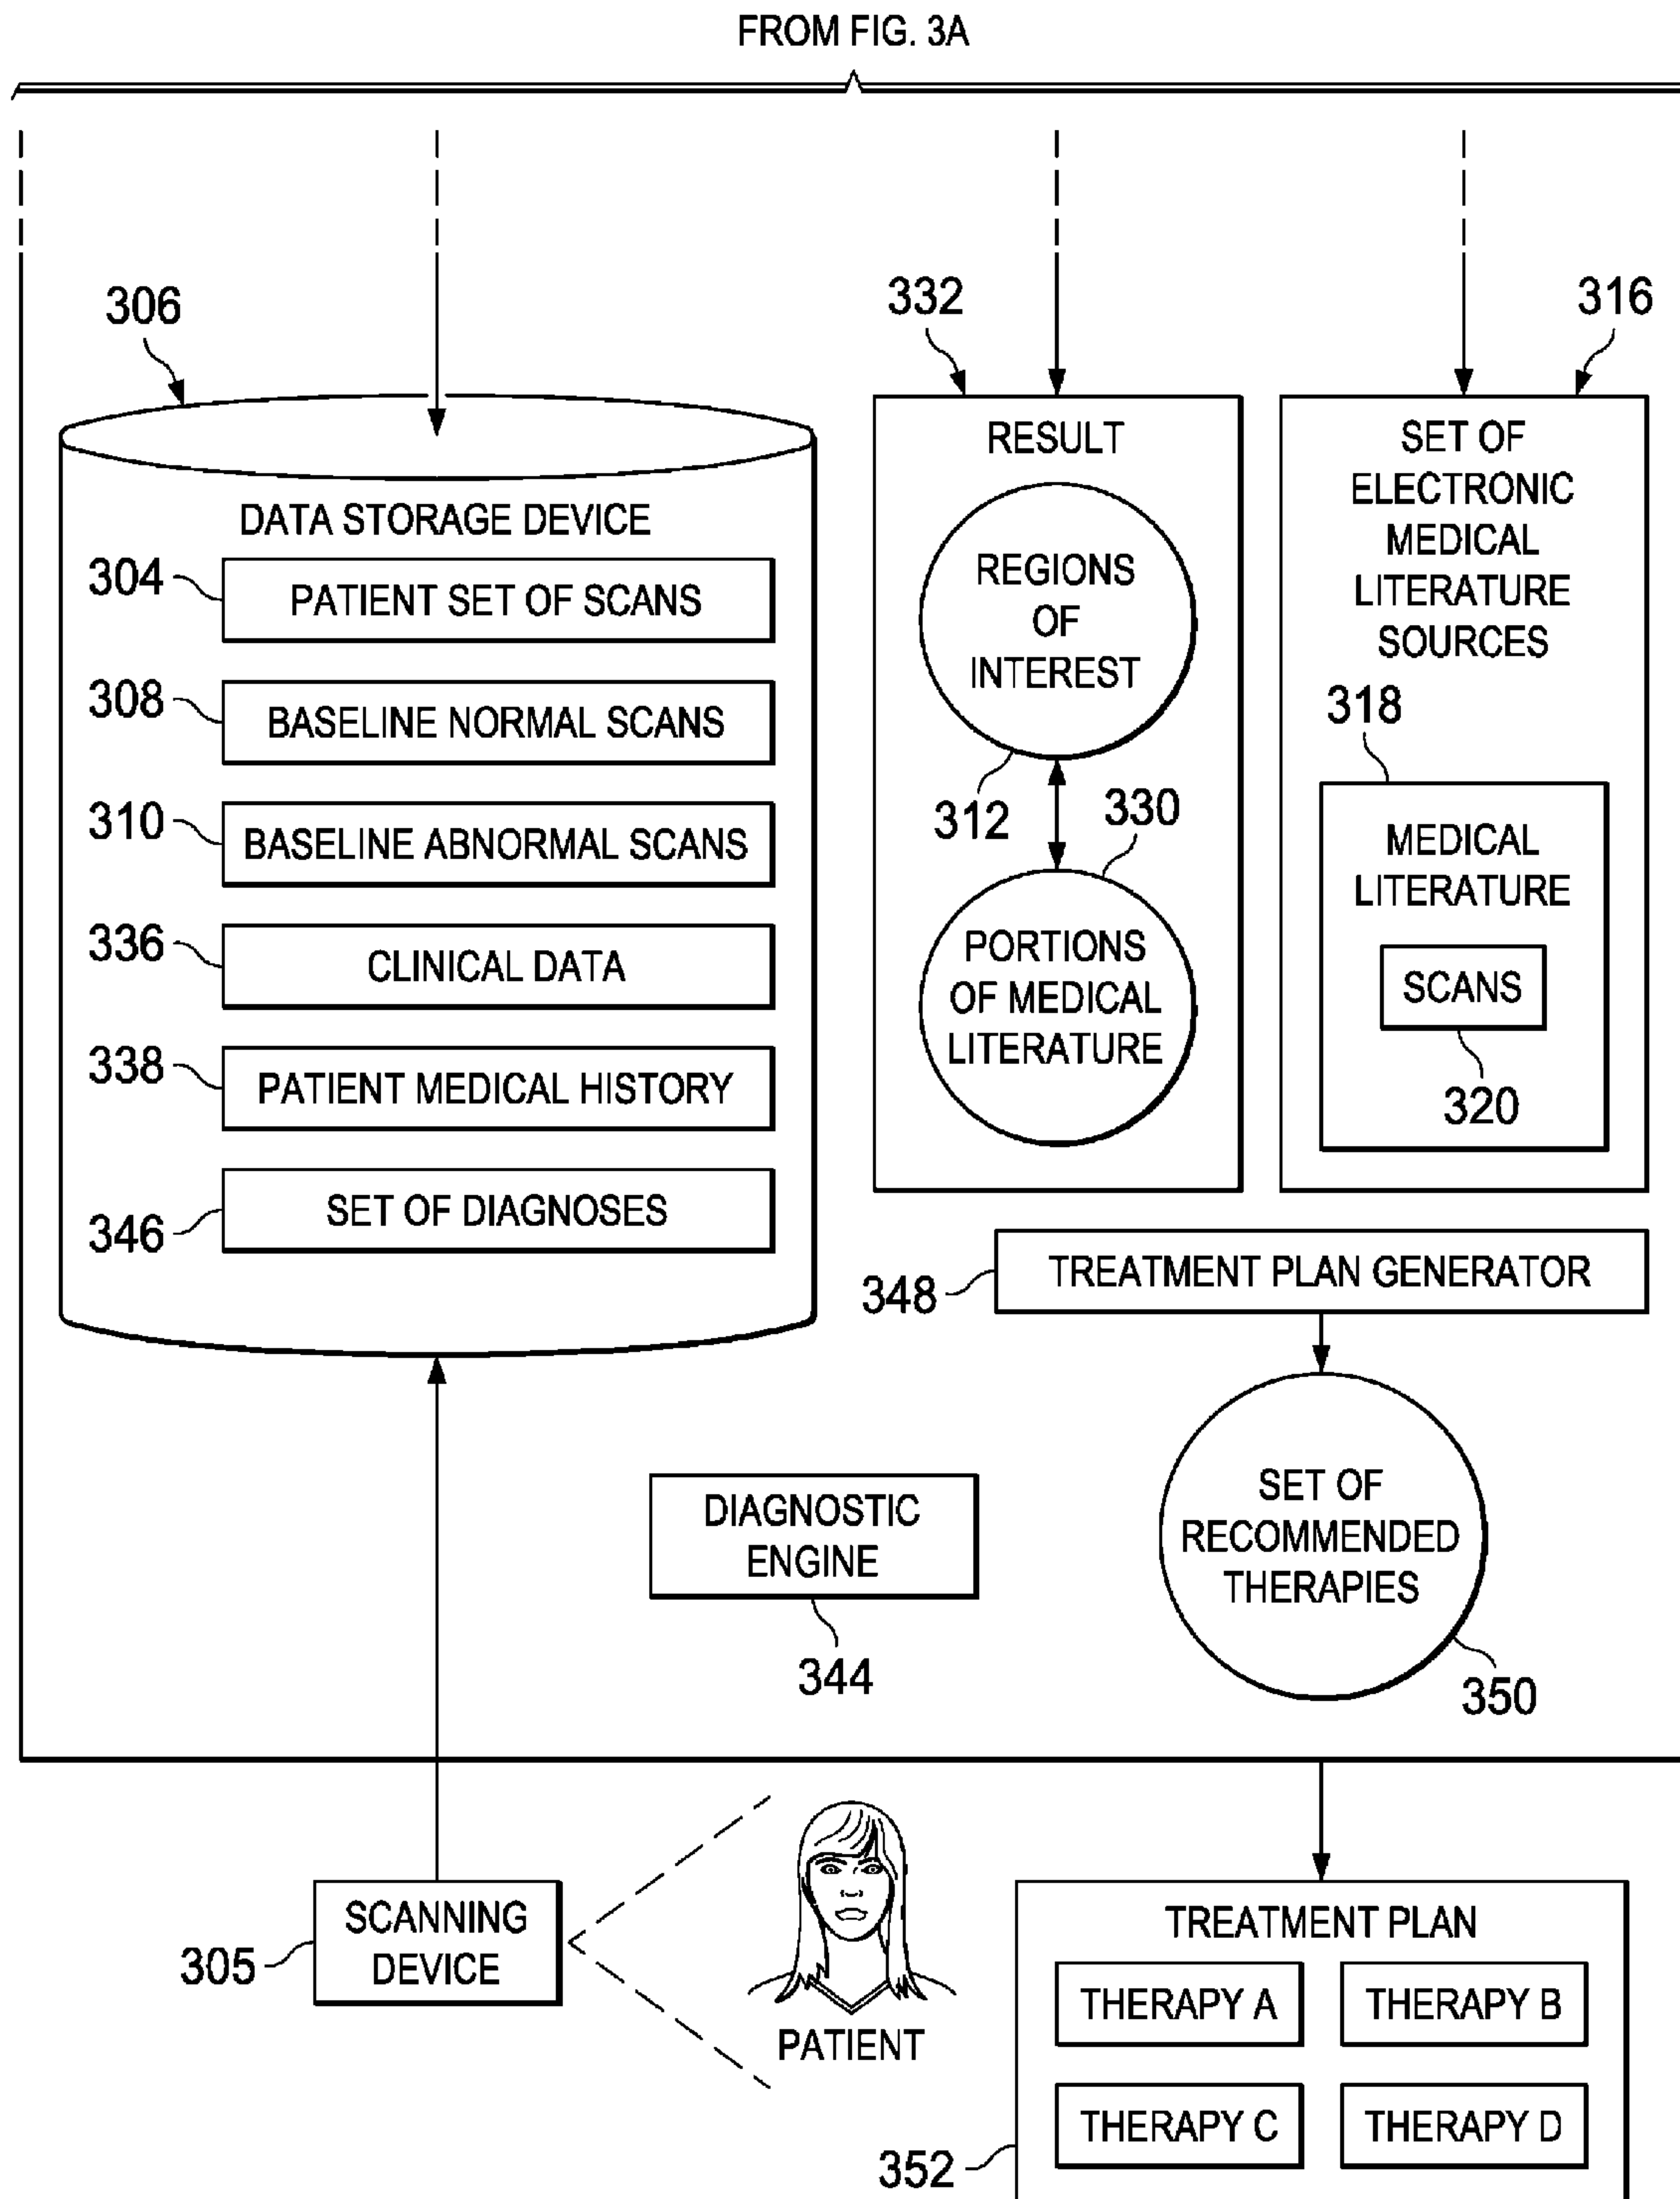 FROM FIG. 3A
306
332
316
DATA STORAGE DEVICE
304
PATIENT SET OF SCANS
308
BASELINE NORMAL SCANS
310
BASELINE ABNORMAL SCANS
336
CLINICAL DATA
338
PATIENT MEDICAL HISTORY
346
SET OF DIAGNOSES
RESULT
REGIONS
OF
INTEREST
312
330
PORTIONS
OF MEDICAL
LITERATURE
SET OF
ELECTRONIC
MEDICAL
LITERATURE
SOURCES
318
MEDICAL
LITERATURE
SCANS
320
348
TREATMENT PLAN GENERATOR
SET OF
RECOMMENDED
THERAPIES
350
DIAGNOSTIC
ENGINE
344
305
SCANNING
DEVICE
PATIENT
TREATMENT PLAN
THERAPY A
THERAPY B
THERAPY C
THERAPY D
352